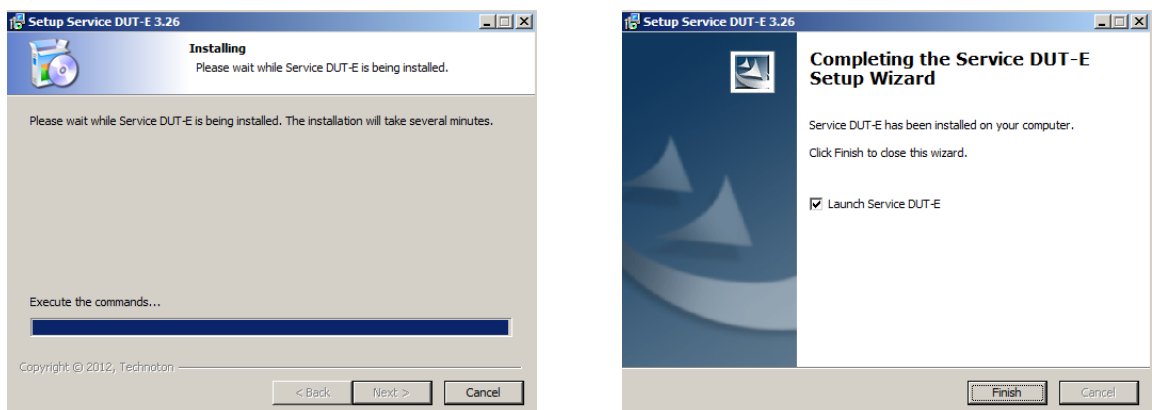 Setup Service DUT-E 3.26
Installing
Please wait while Service DUT-E is being installed.
Please wait while Service DUT-E is being installed. The installation will take several minutes.
Execute the commands...
Copyright © 2012, Technoton
< Back
Next >
Cancel
Setup Service DUT-E 3.26
Completing the Service DUT-E
Setup Wizard
Service DUT-E has been installed on your computer.
Click Finish to close this wizard.
Launch Service DUT-E
Finish
Cancel